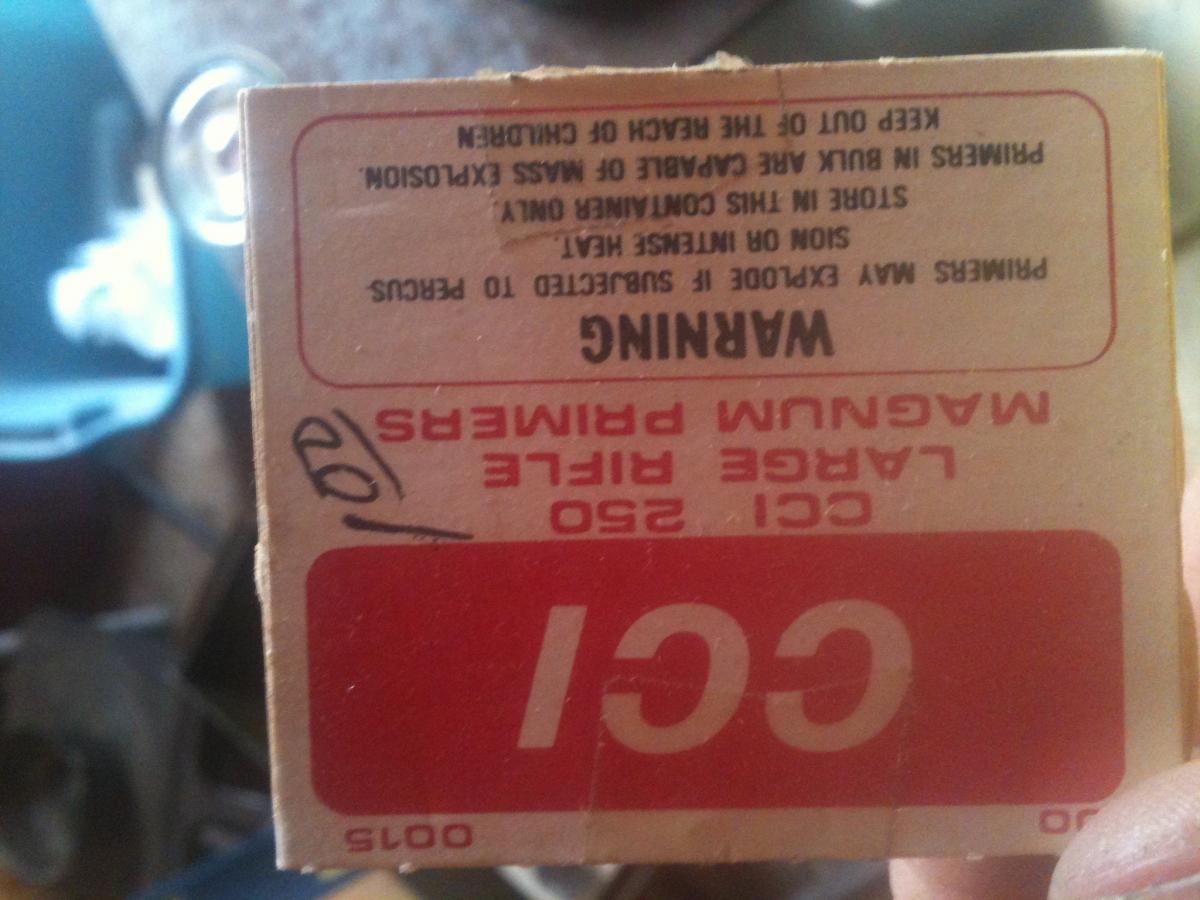 0015
CCI
CCI 250
LARGE RIFLE
MAGNUM PRIMERS
WARNING
PRIMERS MAY EXPLODE IF SUBJECTED TO PERCUS-
SION OR INTENSE HEAT.
STORE IN THIS CONTAINER ONLY.
PRIMERS IN BULK ARE CAPABLE OF MASS EXPLOSION.
KEEP OUT OF THE REACH OF CHILDREN